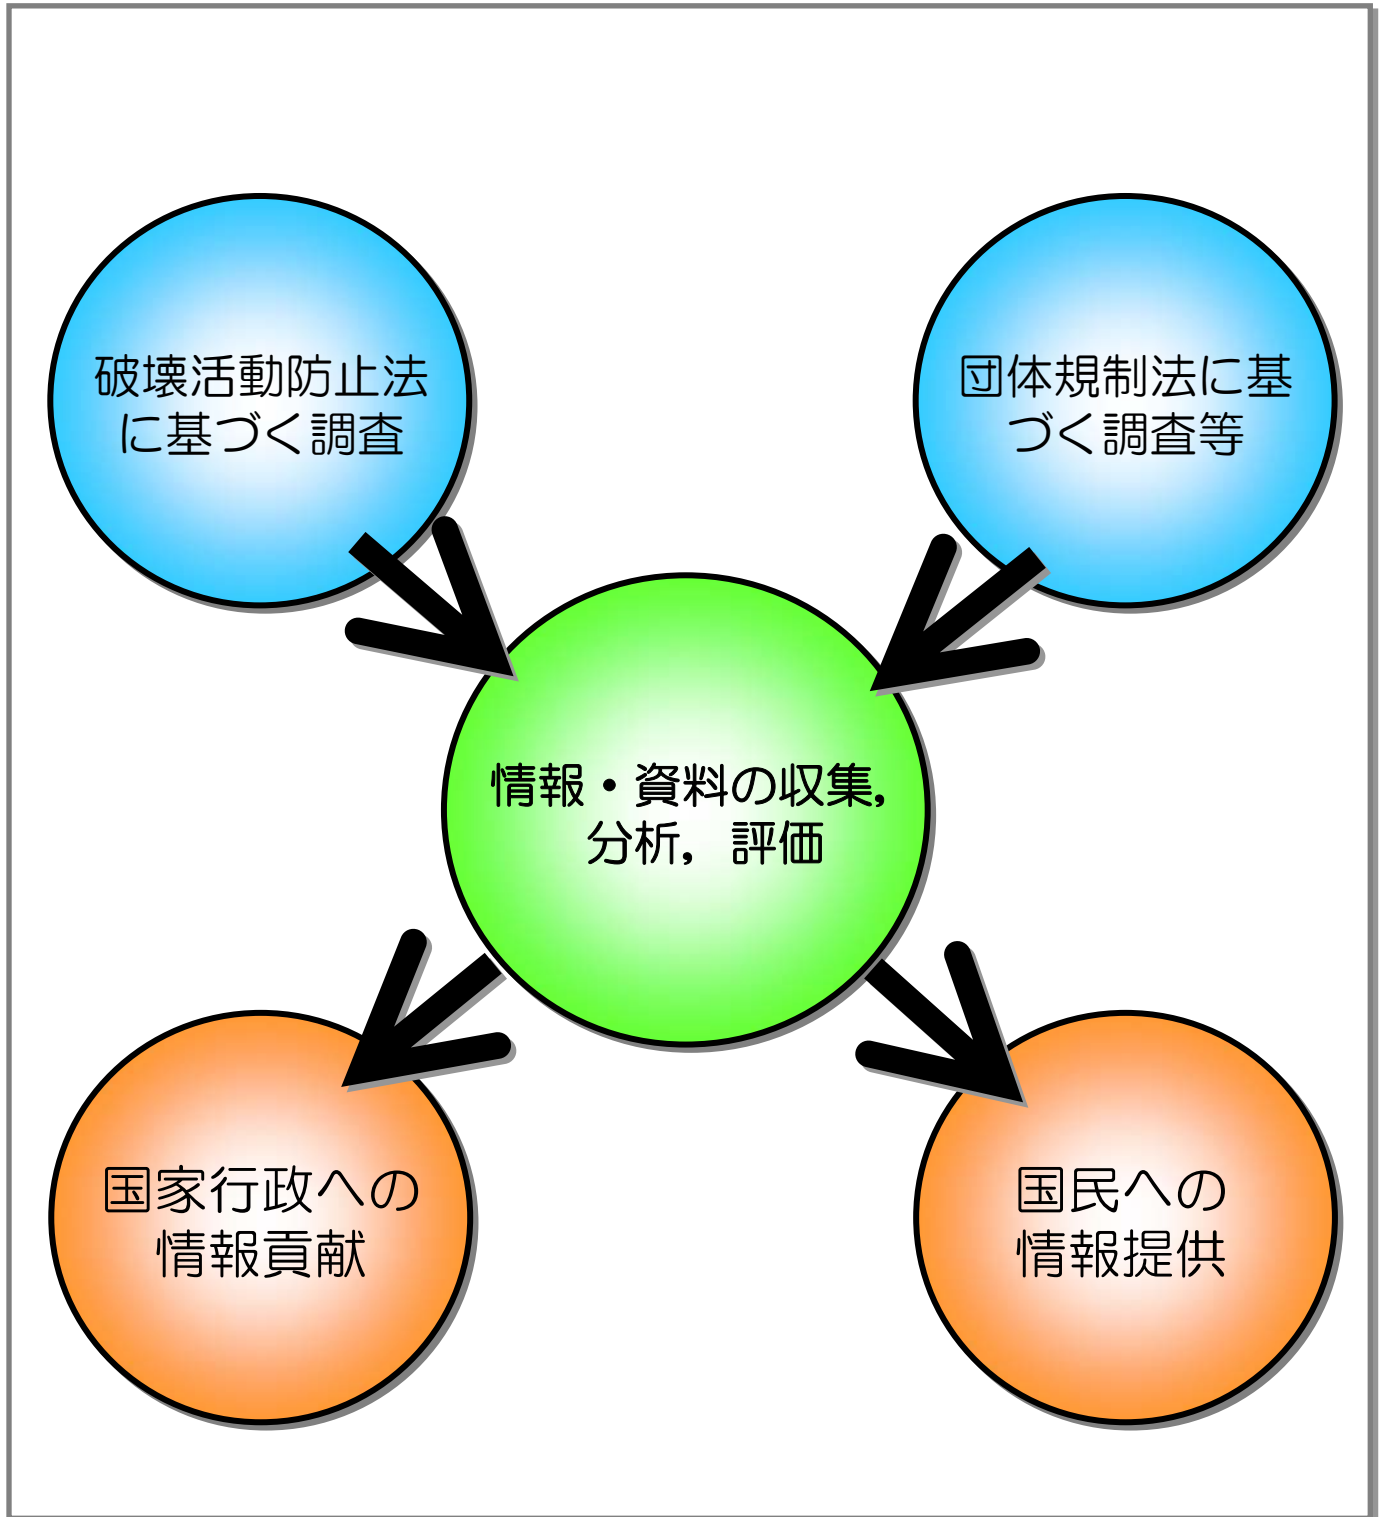 破壊活動防止法
に基づく調査
団体規制法に基
づく調査等
情報・資料の収集,
分析, 評価
国家行政への
情報貢献
国民への
情報提供